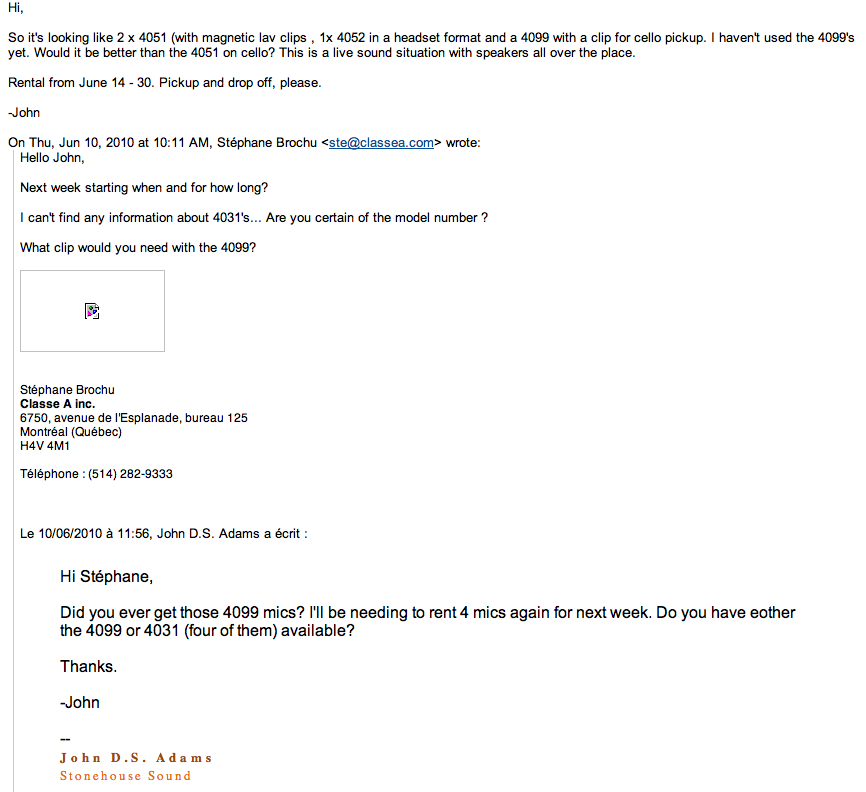 Hi,
So it's looking like 2 x 4051 (with magnetic lav clips , 1x 4052 in a headset format and a 4099 with a clip for cello pickup. I haven't used the 4099's
yet. Would it be better than the 4051 on cello? This is a live sound situation with speakers all over the place.
Rental from June 14 - 30. Pickup and drop off, please.
-John
On Thu, Jun 10, 2010 at 10:11 AM, Stéphane Brochu <ste@classea.com> wrote:
Hello John,
Next week starting when and for how long?
I can't find any information about 4031's... Are you certain of the model number ?
What clip would you need with the 4099?
Stéphane Brochu
Classe A inc.
6750, avenue de l'Esplanade, bureau 125
Montréal (Québec)
H4V 4M1
Téléphone : (514) 282-9333
Le 10/06/2010 à 11:56, John D.S. Adams a écrit :
Hi Stéphane,
Did you ever get those 4099 mics? I'll be needing to rent 4 mics again for next week. Do you have eother
the 4099 or 4031 (four of them) available?
Thanks.
-John
--
John D.S. Adams
Stonehouse Sound